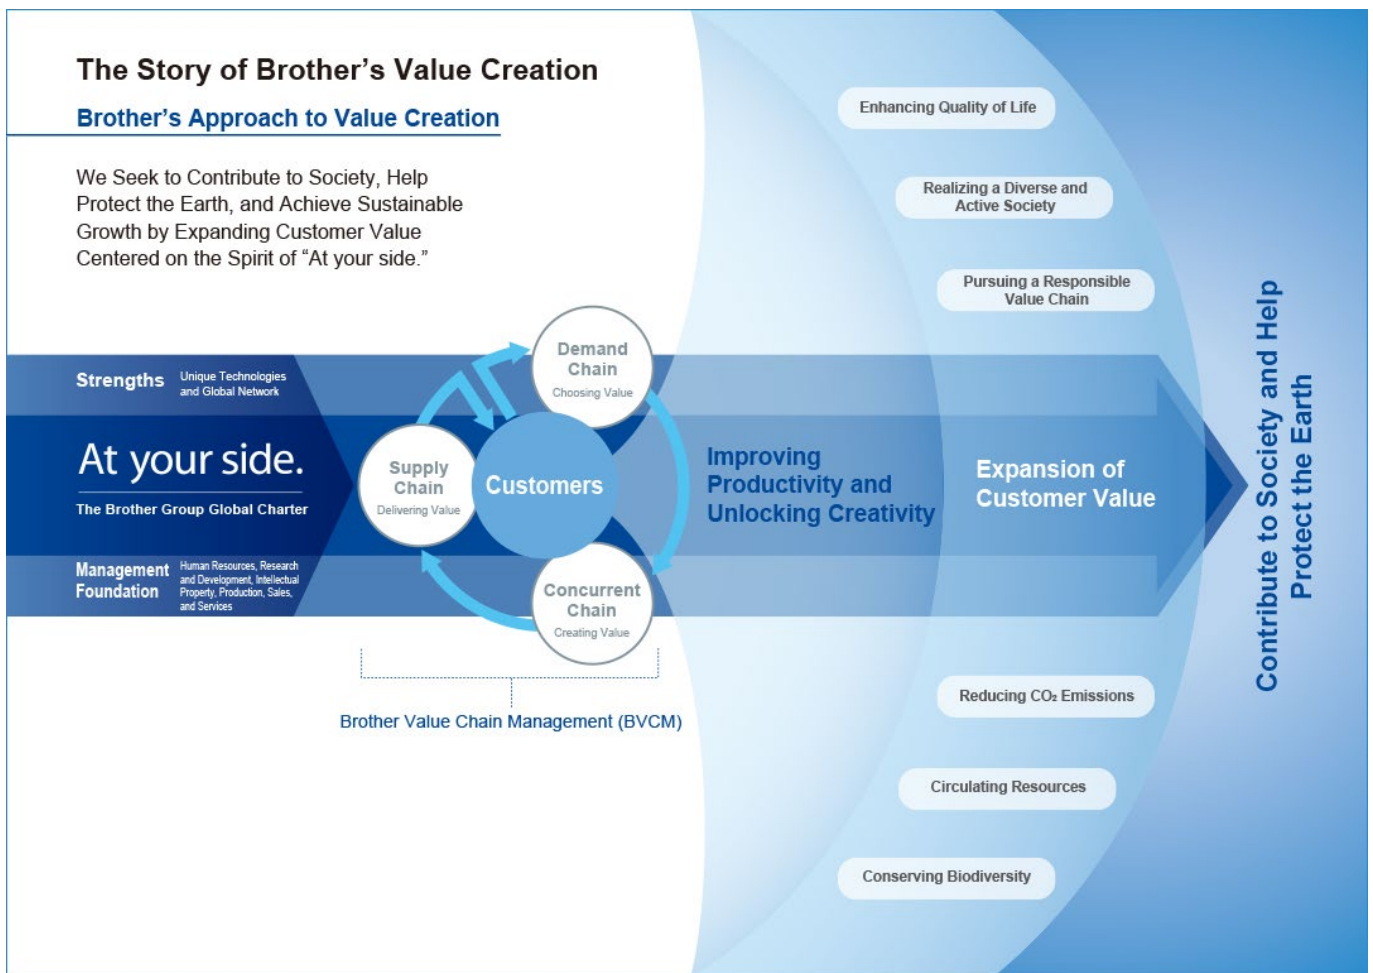 The Story of Brother's Value Creation
Brother's Approach to Value Creation
We Seek to Contribute to Society, Help
Protect the Earth, and Achieve Sustainable
Growth by Expanding Customer Value
Centered on the Spirit of “At your side.”
Strengths
Unique Technologies
and Global Network
At your side.
The Brother Group Global Charter
Management
Foundation
Human Resources, Research
and Development, Intellectual
Property, Production, Sales,
and Services
Demand
Chain
Choosing Value
Supply
Chain
Delivering Value
Customers
Concurrent
Chain
Creating Value
Brother Value Chain Management (BVCM)
Improving
Productivity and
Unlocking Creativity
Expansion of
Customer Value
Enhancing Quality of Life
Realizing a Diverse and
Active Society
Pursuing a Responsible
Value Chain
Reducing CO₂ Emissions
Circulating Resources
Conserving Biodiversity
Contribute to Society and Help
Protect the Earth